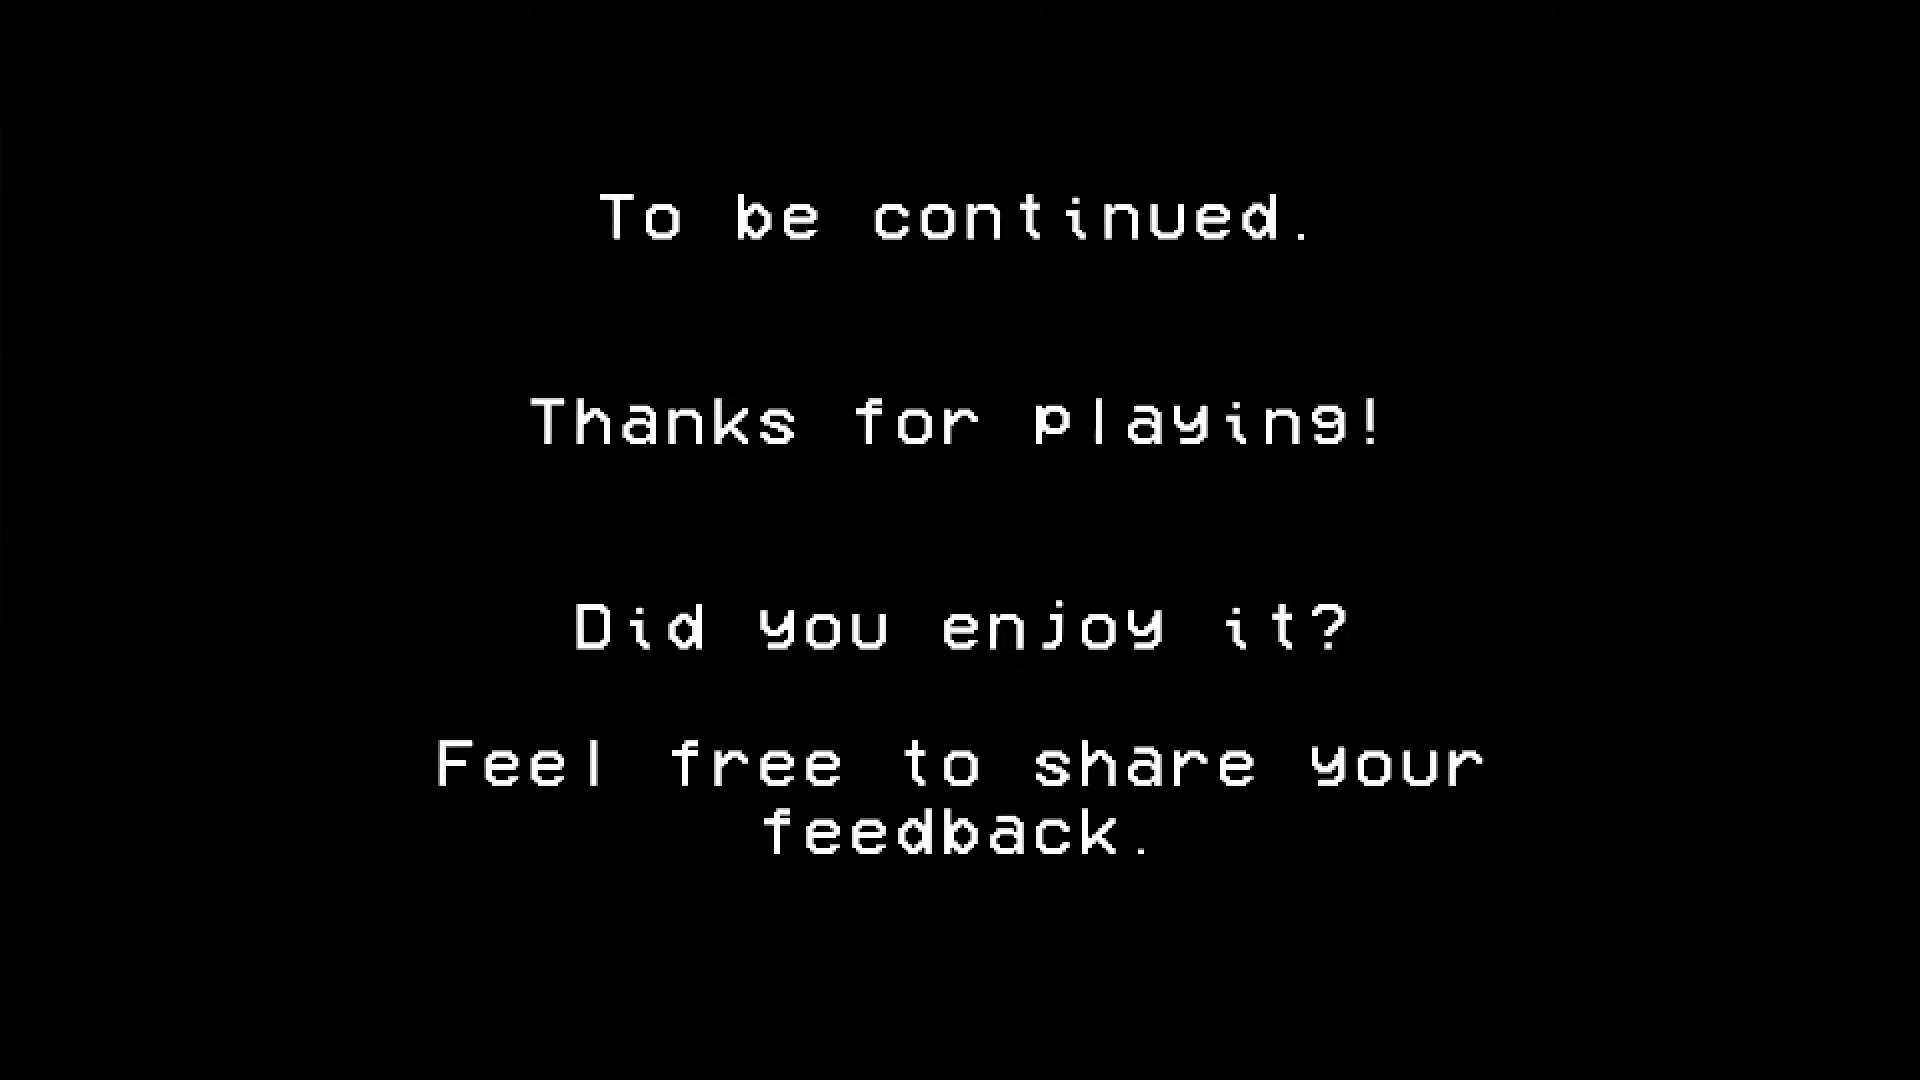 To be continued.
Thanks for playing!
Did you enjoy it?
Feel free to share your
feedback.